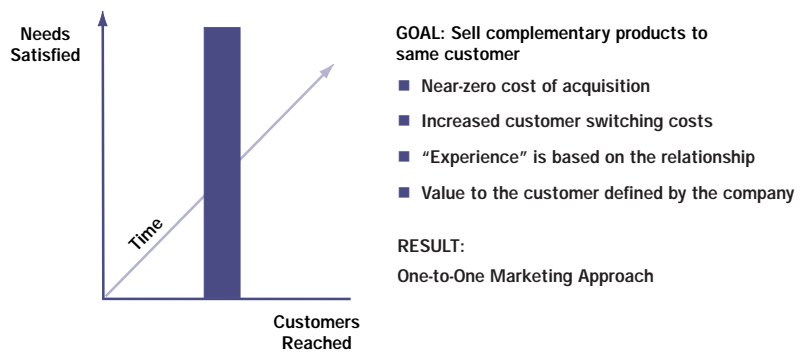 Needs
Satisfied
Time
Customers
Reached
GOAL: Sell complementary products to
same customer
■ Near-zero cost of acquisition
■ Increased customer switching costs
■ “Experience” is based on the relationship
■ Value to the customer defined by the company
RESULT:
One-to-One Marketing Approach